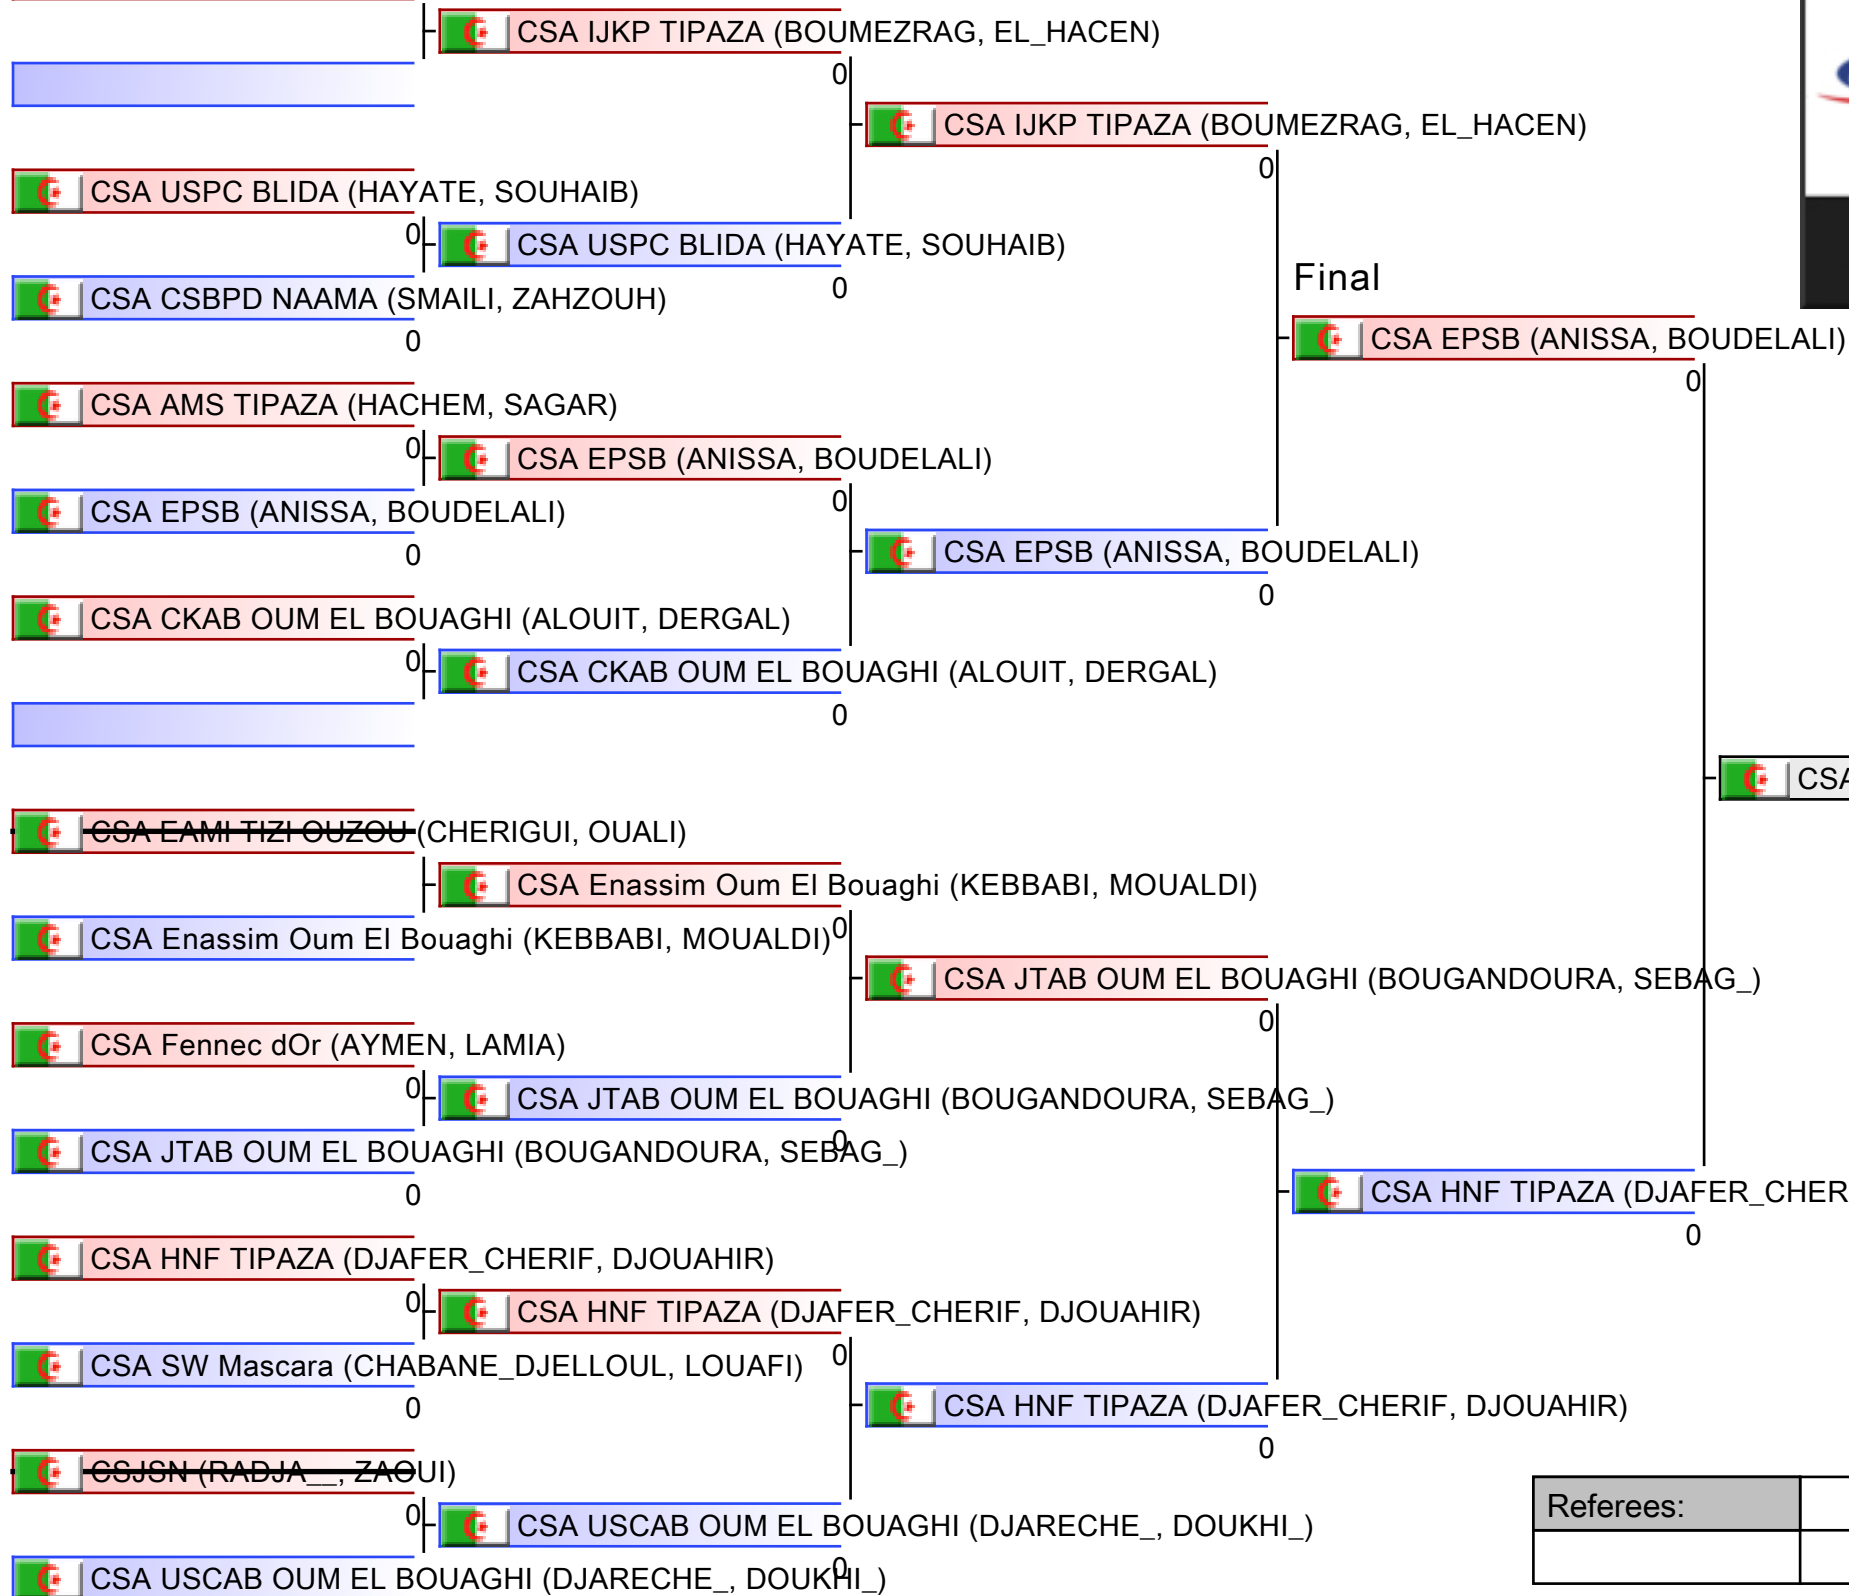 CSA IJKP TIPAZA (BOUMEZRAG, EL_HACEN)
0
CSA IJKP TIPAZA (BOUMEZRAG, EL_HACEN)
0
CSA USPC BLIDA (HAYATE, SOUHAIB)
0
CSA USPC BLIDA (HAYATE, SOUHAIB)
0
CSA CSBPD NAAMA (SMAILI, ZAHZOUH)
0
Final
CSA EPSB (ANISSA, BOUDELALI)
0
CSA AMS TIPAZA (HACHEM, SAGAR)
0
CSA EPSB (ANISSA, BOUDELALI)
0
CSA EPSB (ANISSA, BOUDELALI)
0
CSA EPSB (ANISSA, BOUDELALI)
0
CSA CKAB OUM EL BOUAGHI (ALOUIT, DERGAL)
0
CSA CKAB OUM EL BOUAGHI (ALOUIT, DERGAL)
0
CSA
CSA EAMI TIZI OUZOU (CHERIGUI, OUALI)
CSA Enassim Oum El Bouaghi (KEBBABI, MOUALDI)
0
CSA Enassim Oum El Bouaghi (KEBBABI, MOUALDI)
CSA JTAB OUM EL BOUAGHI (BOUGANDOURA, SEBAG_)
0
CSA Fennec dOr (AYMEN, LAMIA)
0
CSA JTAB OUM EL BOUAGHI (BOUGANDOURA, SEBAG_)
0
CSA JTAB OUM EL BOUAGHI (BOUGANDOURA, SEBAG_)
0
CSA HNF TIPAZA (DJAFER_CHER
0
CSA HNF TIPAZA (DJAFER_CHERIF, DJOUAHIR)
0
CSA HNF TIPAZA (DJAFER_CHERIF, DJOUAHIR)
0
CSA SW Mascara (CHABANE_DJELLOUL, LOUAFI)
0
CSA HNF TIPAZA (DJAFER_CHERIF, DJOUAHIR)
0
CSJSN (RADJA__, ZAOUI)
0
CSA USCAB OUM EL BOUAGHI (DJARECHE_, DOUKHI_)
0
CSA USCAB OUM EL BOUAGHI (DJARECHE_, DOUKHI_)
Referees: